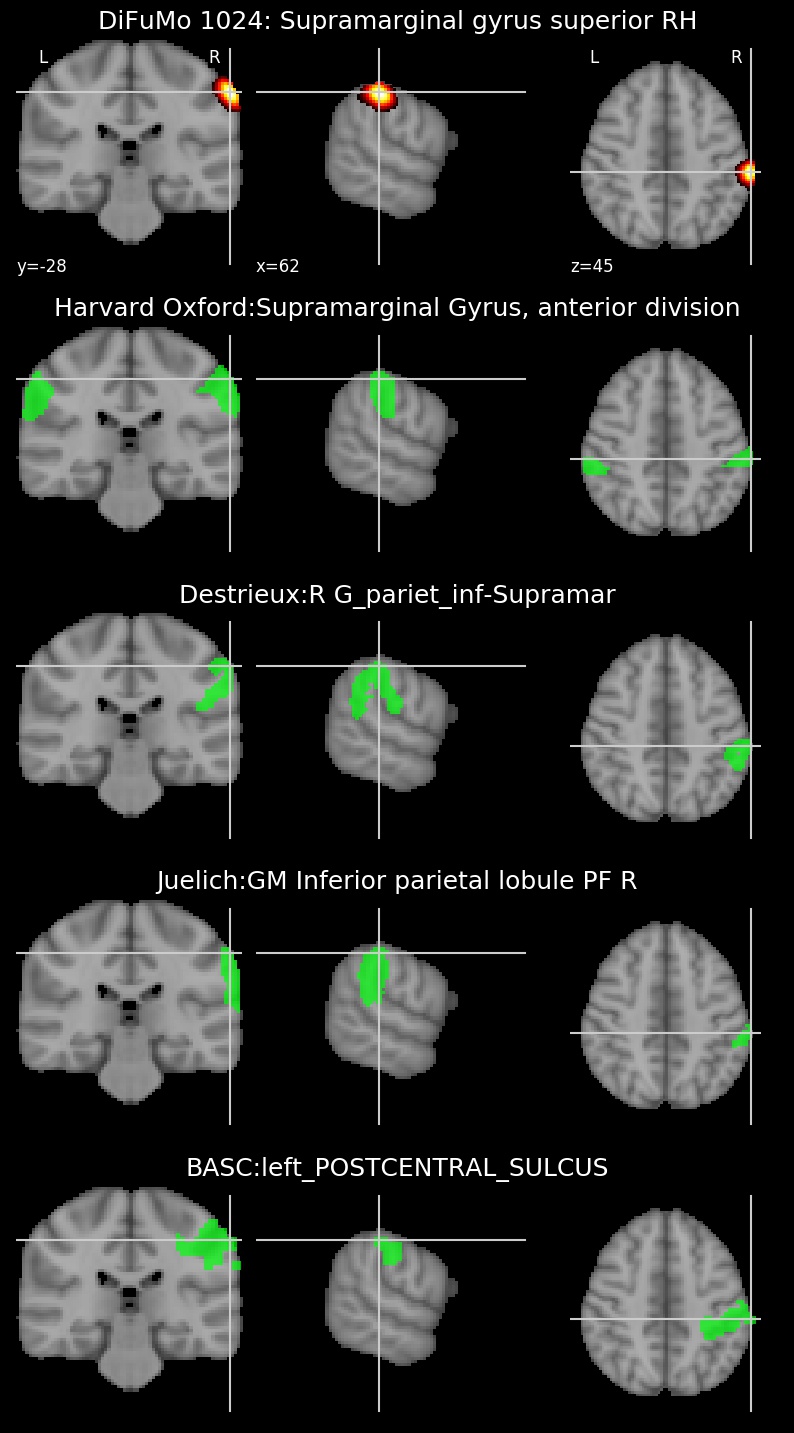 DiFuMo 1024: Supramarginal gyrus superior RH
L R L R
y=-28 x=62 z=45
Harvard Oxford:Supramarginal Gyrus, anterior division
Destrieux:R G_pariet_inf-Supramar
Juelich:GM Inferior parietal lobule PF R
BASC:left_POSTCENTRAL_SULCUS